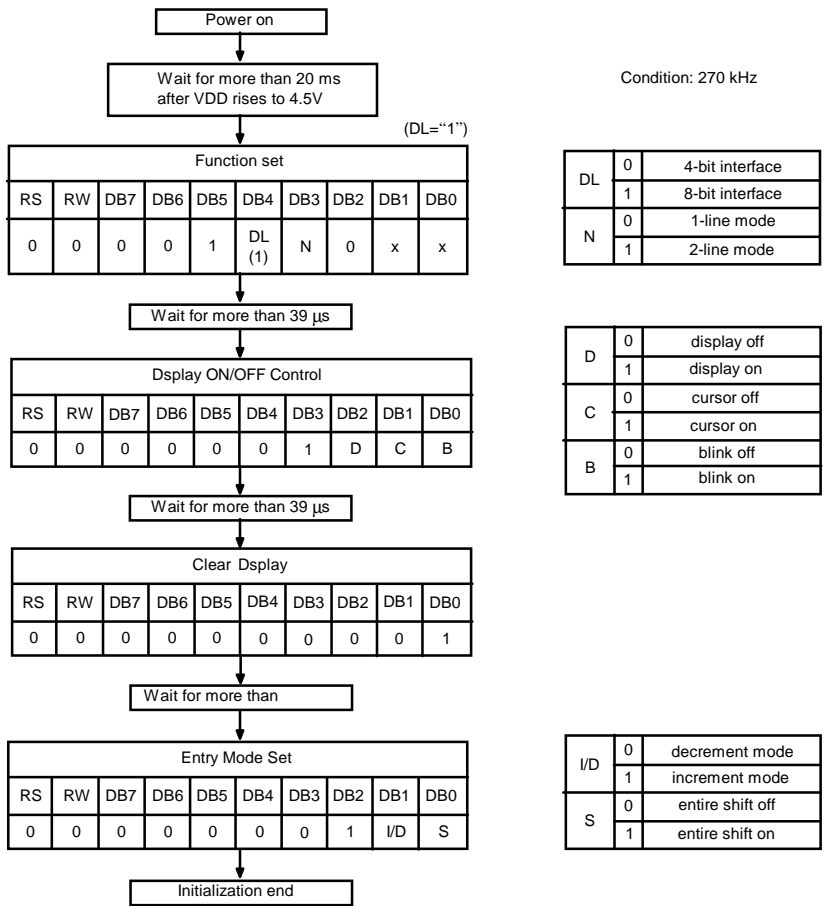 Power on
Wait for more than 20 ms
after VDD rises to 4.5V
Condition: 270 kHz
(DL="1")
Function set
RS RW DB7 DB6 DB5 DB4 DB3 DB2 DB1 DB0
0 0 0 0 1 DL (1) N 0 x x
DL 0 4-bit interface
1 8-bit interface
N 0 1-line mode
1 2-line mode
Wait for more than 39 μs
Dsplay ON/OFF Control
RS RW DB7 DB6 DB5 DB4 DB3 DB2 DB1 DB0
0 0 0 0 0 0 1 D C B
D 0 display off
1 display on
C 0 cursor off
1 cursor on
B 0 blink off
1 blink on
Wait for more than 39 μs
Clear Dsplay
RS RW DB7 DB6 DB5 DB4 DB3 DB2 DB1 DB0
0 0 0 0 0 0 0 0 0 1
Wait for more than
Entry Mode Set
RS RW DB7 DB6 DB5 DB4 DB3 DB2 DB1 DB0
0 0 0 0 0 0 0 1 I/D S
I/D 0 decrement mode
1 increment mode
S 0 entire shift off
1 entire shift on
Initialization end